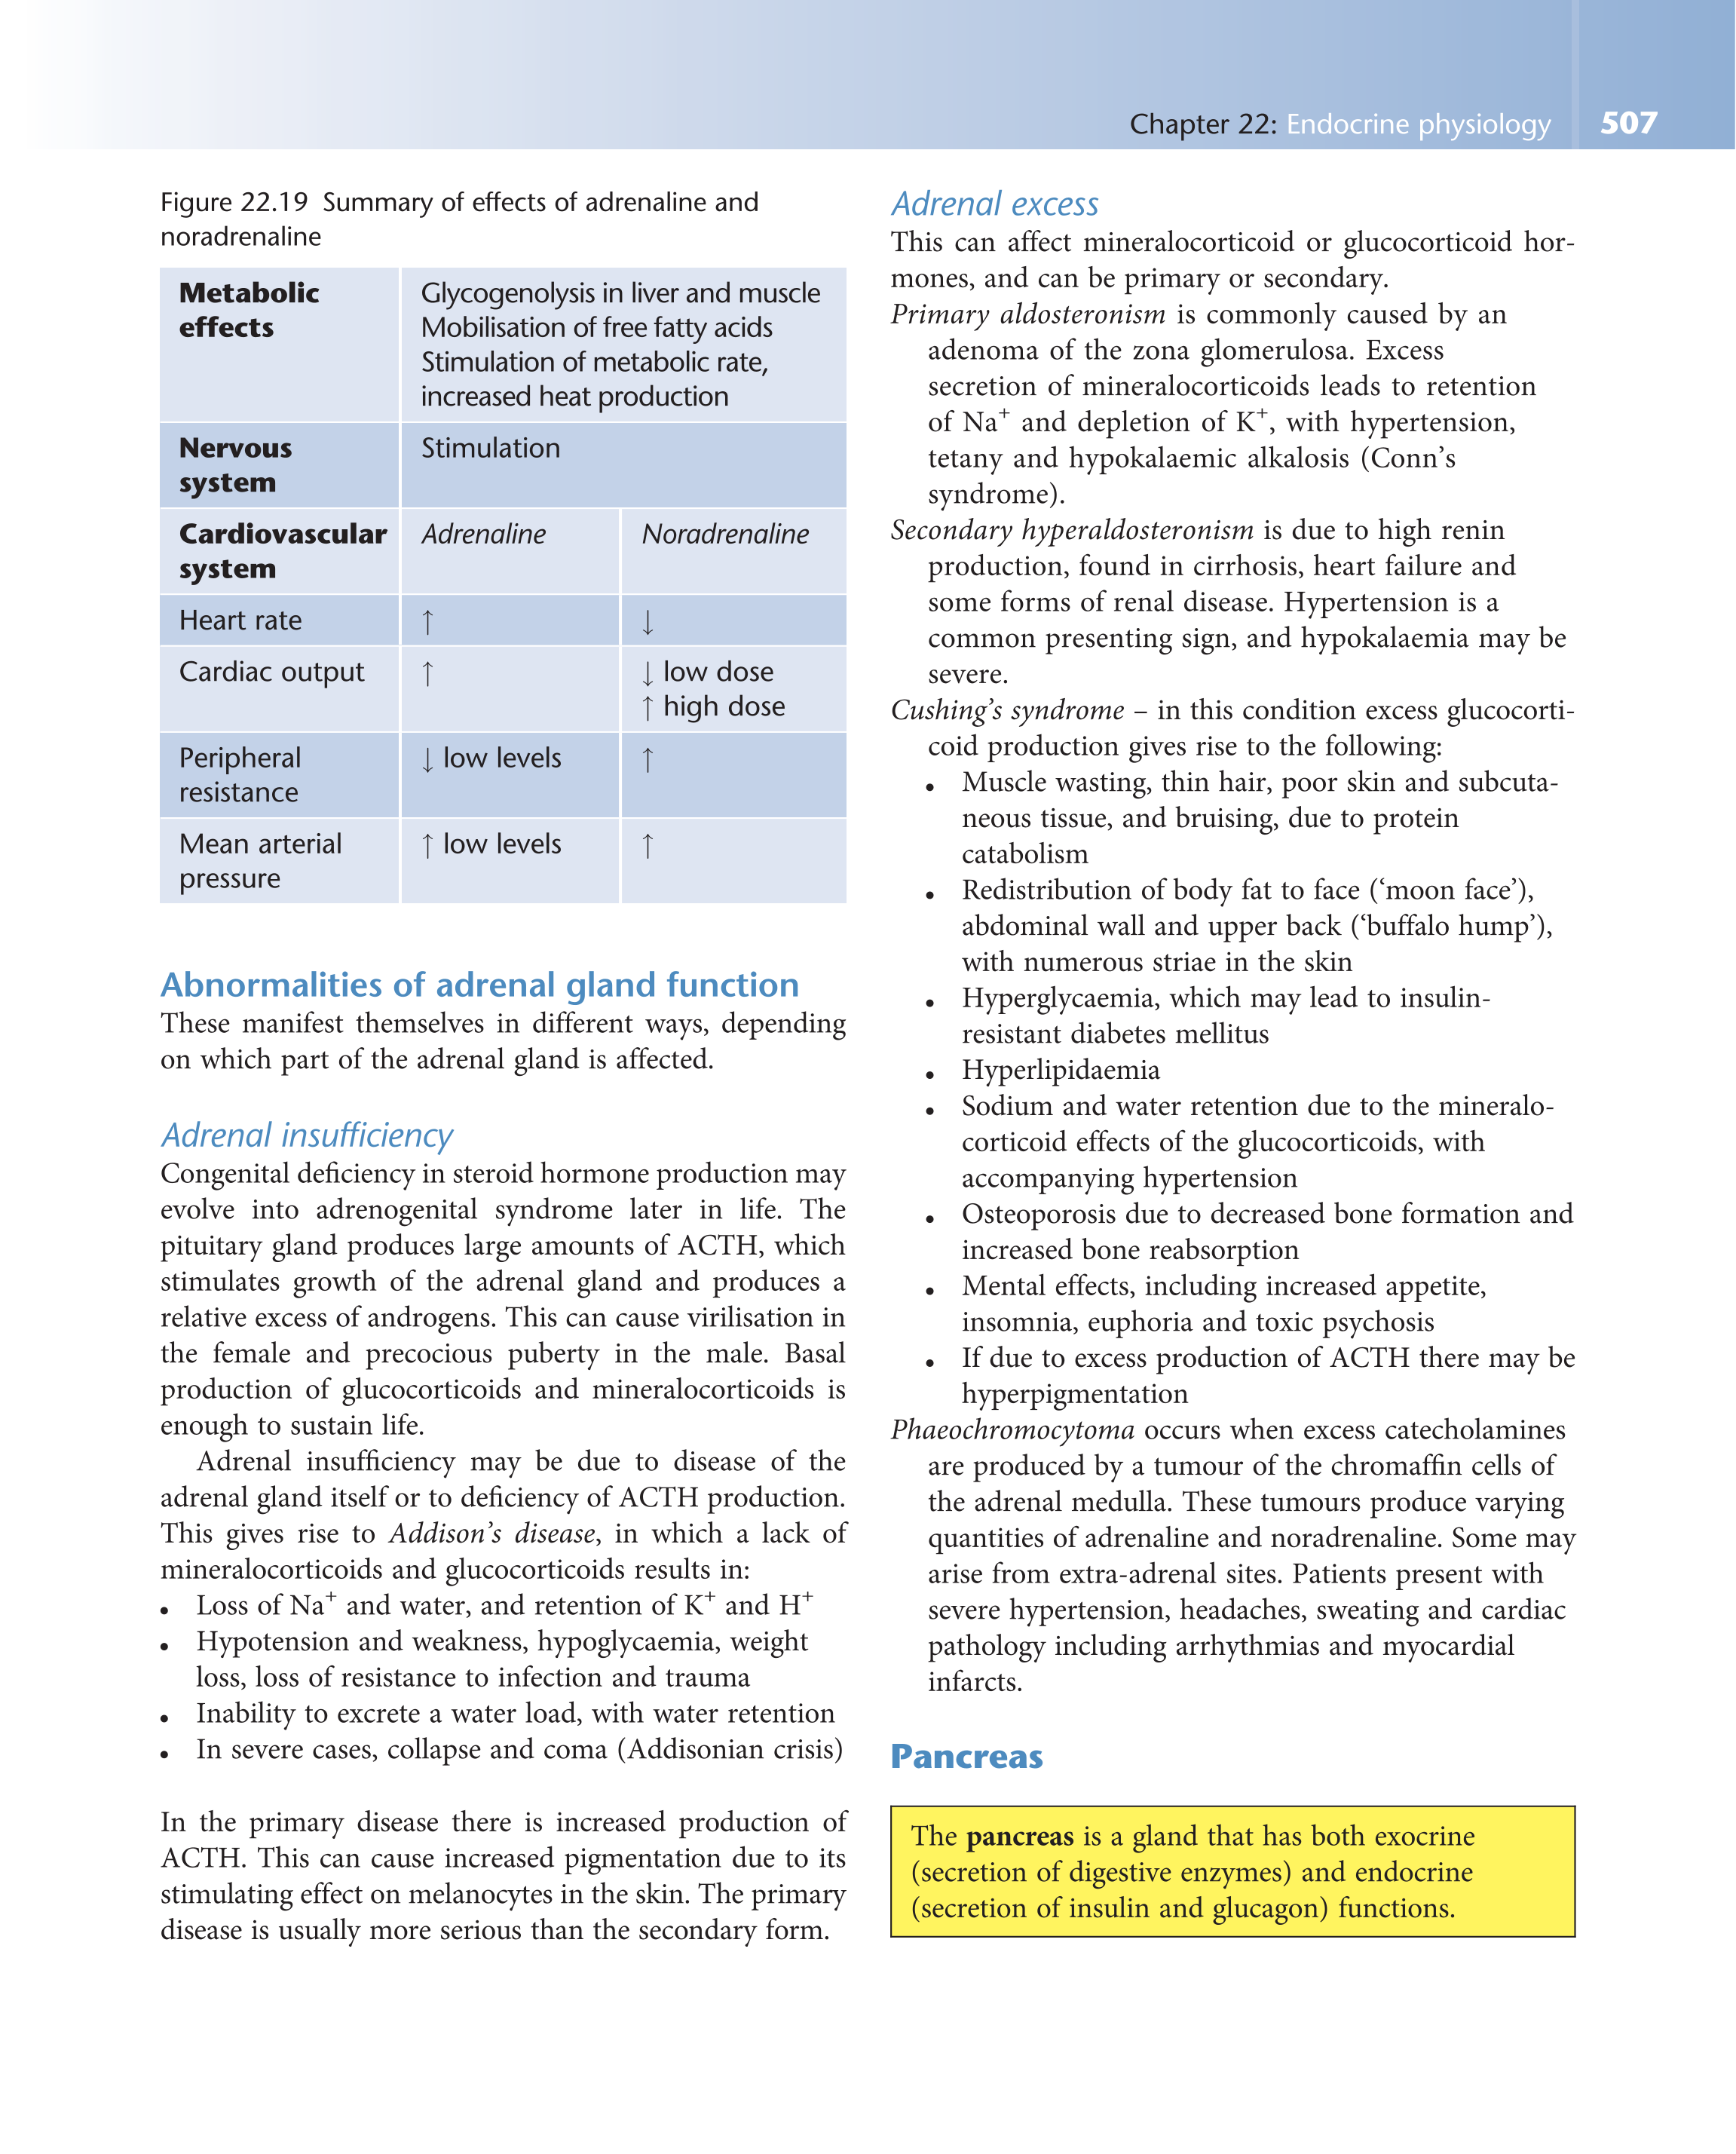 Chapter 22: Endocrine physiology 507
Figure 22.19 Summary of effects of adrenaline and
noradrenaline
Metabolic
effects
Glycogenolysis in liver and muscle
Mobilisation of free fatty acids
Stimulation of metabolic rate,
increased heat production
Nervous
system
Stimulation
Cardiovascular
system
Adrenaline
Noradrenaline
Heart rate
↑
↓
Cardiac output
↑
↓ low dose
↑ high dose
Peripheral
resistance
↓ low levels
↑
Mean arterial
pressure
↑ low levels
↑
Abnormalities of adrenal gland function
These manifest themselves in different ways, depending
on which part of the adrenal gland is affected.
Adrenal insufficiency
Congenital deficiency in steroid hormone production may
evolve into adrenogenital syndrome later in life. The
pituitary gland produces large amounts of ACTH, which
stimulates growth of the adrenal gland and produces a
relative excess of androgens. This can cause virilisation in
the female and precocious puberty in the male. Basal
production of glucocorticoids and mineralocorticoids is
enough to sustain life.
Adrenal insufficiency may be due to disease of the
adrenal gland itself or to deficiency of ACTH production.
This gives rise to Addison's disease, in which a lack of
mineralocorticoids and glucocorticoids results in:
• Loss of Na⁺ and water, and retention of K⁺ and H⁺
• Hypotension and weakness, hypoglycaemia, weight
loss, loss of resistance to infection and trauma
• Inability to excrete a water load, with water retention
• In severe cases, collapse and coma (Addisonian crisis)
In the primary disease there is increased production of
ACTH. This can cause increased pigmentation due to its
stimulating effect on melanocytes in the skin. The primary
disease is usually more serious than the secondary form.
Adrenal excess
This can affect mineralocorticoid or glucocorticoid hor-
mones, and can be primary or secondary.
Primary aldosteronism is commonly caused by an
adenoma of the zona glomerulosa. Excess
secretion of mineralocorticoids leads to retention
of Na⁺ and depletion of K⁺, with hypertension,
tetany and hypokalaemic alkalosis (Conn's
syndrome).
Secondary hyperaldosteronism is due to high renin
production, found in cirrhosis, heart failure and
some forms of renal disease. Hypertension is a
common presenting sign, and hypokalaemia may be
severe.
Cushing's syndrome – in this condition excess glucocorti-
coid production gives rise to the following:
• Muscle wasting, thin hair, poor skin and subcuta-
neous tissue, and bruising, due to protein
catabolism
• Redistribution of body fat to face ('moon face'),
abdominal wall and upper back ('buffalo hump'),
with numerous striae in the skin
• Hyperglycaemia, which may lead to insulin-
resistant diabetes mellitus
• Hyperlipidaemia
• Sodium and water retention due to the mineralo-
corticoid effects of the glucocorticoids, with
accompanying hypertension
• Osteoporosis due to decreased bone formation and
increased bone reabsorption
• Mental effects, including increased appetite,
insomnia, euphoria and toxic psychosis
• If due to excess production of ACTH there may be
hyperpigmentation
Phaeochromocytoma occurs when excess catecholamines
are produced by a tumour of the chromaffin cells of
the adrenal medulla. These tumours produce varying
quantities of adrenaline and noradrenaline. Some may
arise from extra-adrenal sites. Patients present with
severe hypertension, headaches, sweating and cardiac
pathology including arrhythmias and myocardial
infarcts.
Pancreas
The pancreas is a gland that has both exocrine
(secretion of digestive enzymes) and endocrine
(secretion of insulin and glucagon) functions.